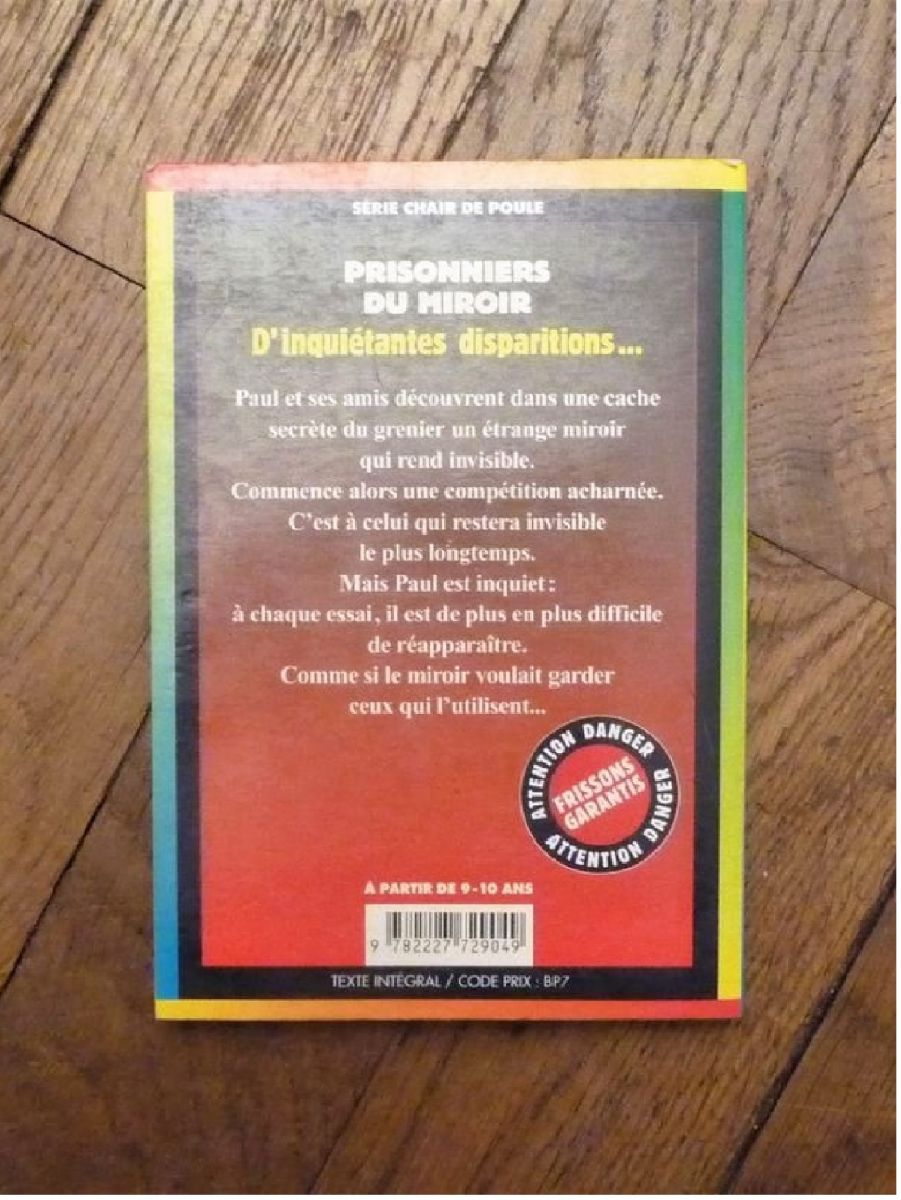 SÉRIE CHAIR DE POULE
PRISONNIERS
DU MIROIR
D'inquiétantes disparitions...
Paul et ses amis découvrent dans une cache
secrète du grenier un étrange miroir
qui rend invisible.
Commence alors une compétition acharnée.
C'est à celui qui restera invisible
le plus longtemps.
Mais Paul est inquiet :
à chaque essai, il est de plus en plus difficile
de réapparaître.
Comme si le miroir voulait garder
ceux qui l'utilisent...
ATTENTION DANGER
FRISSONS
GARANTIS
ATTENTION DANGER
À PARTIR DE 9-10 ANS
9 782227 729049
TEXTE INTÉGRAL / CODE PRIX : BP7